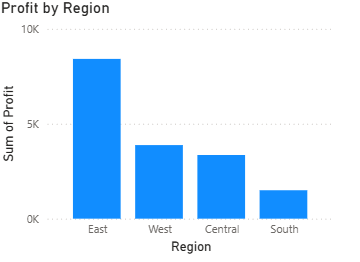 Profit by Region
10K
5K
0K
Sum of Profit
East West Central South
Region